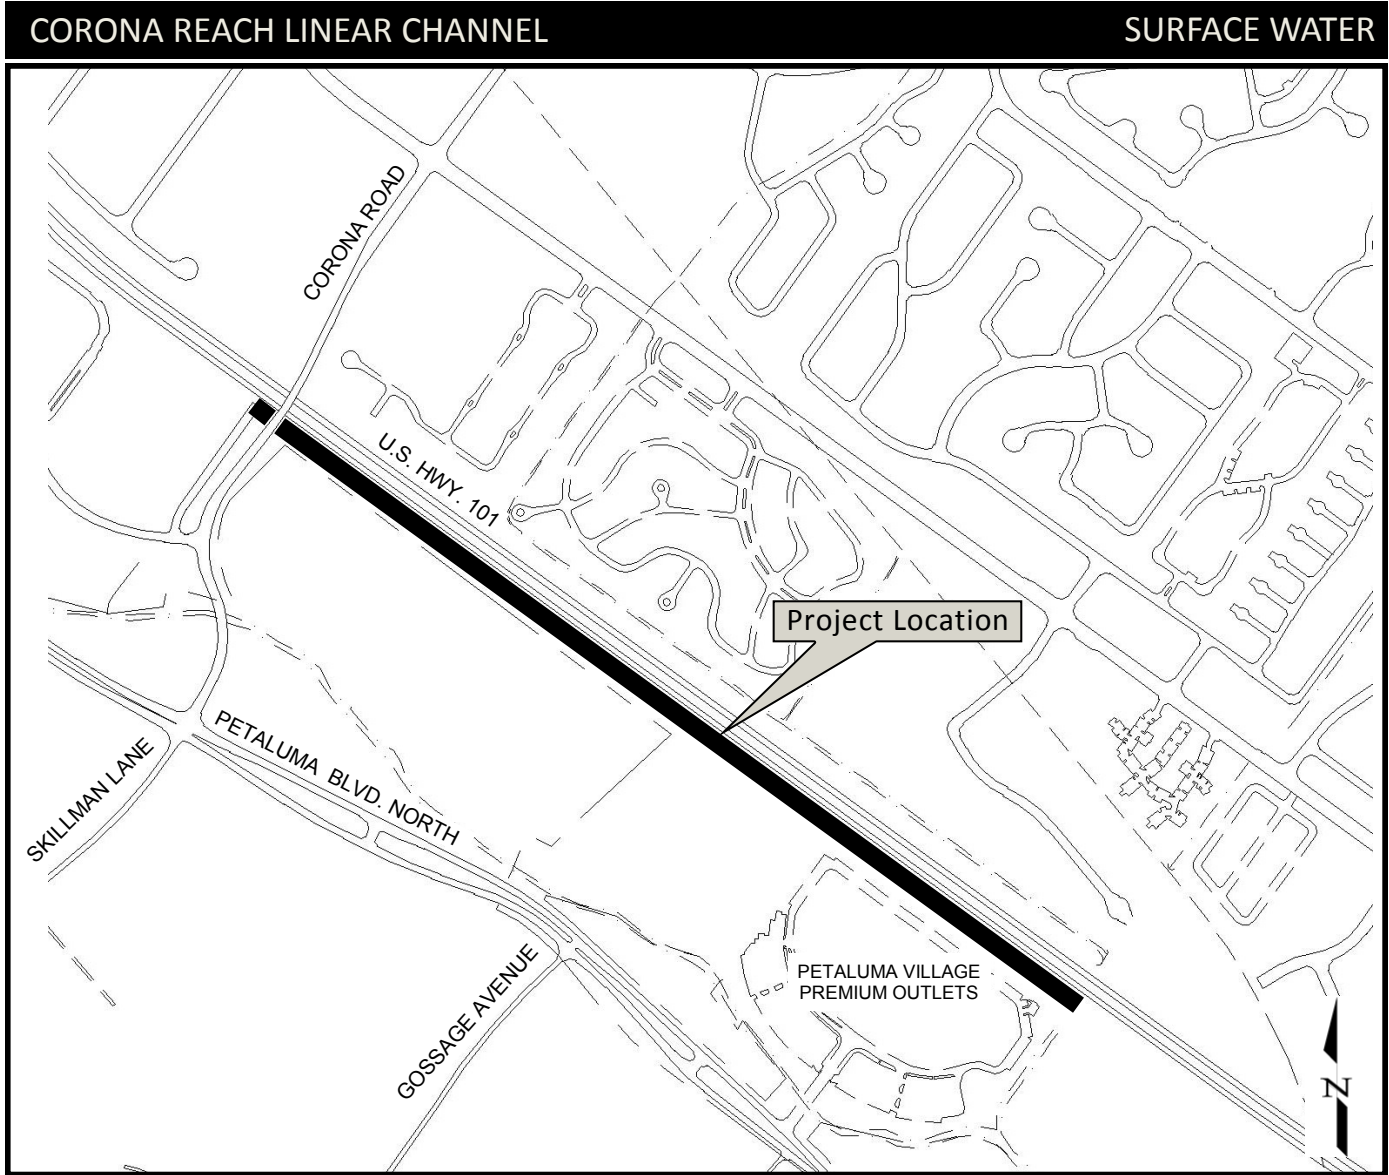 CORONA REACH LINEAR CHANNEL
SURFACE WATER
CORONA ROAD
U.S. HWY. 101
Project Location
SKILLMAN LANE
PETALUMA BLVD. NORTH
GOSSAGE AVENUE
PETALUMA VILLAGE
PREMIUM OUTLETS
N